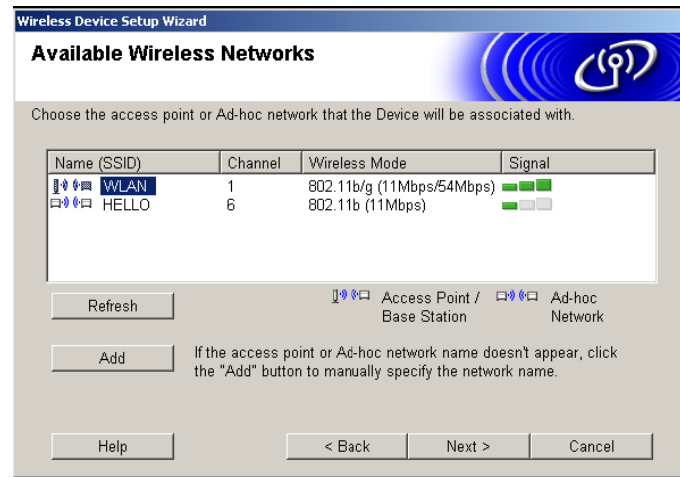 Wireless Device Setup Wizard
Available Wireless Networks
Choose the access point or Ad-hoc network that the Device will be associated with.
Name (SSID) Channel Wireless Mode Signal
WLAN 1 802.11b/g (11Mbps/54Mbps)
HELLO 6 802.11b (11Mbps)
Refresh
Access Point /
Base Station
Ad-hoc
Network
Add
If the access point or Ad-hoc network name doesn't appear, click
the "Add" button to manually specify the network name.
Help < Back Next > Cancel